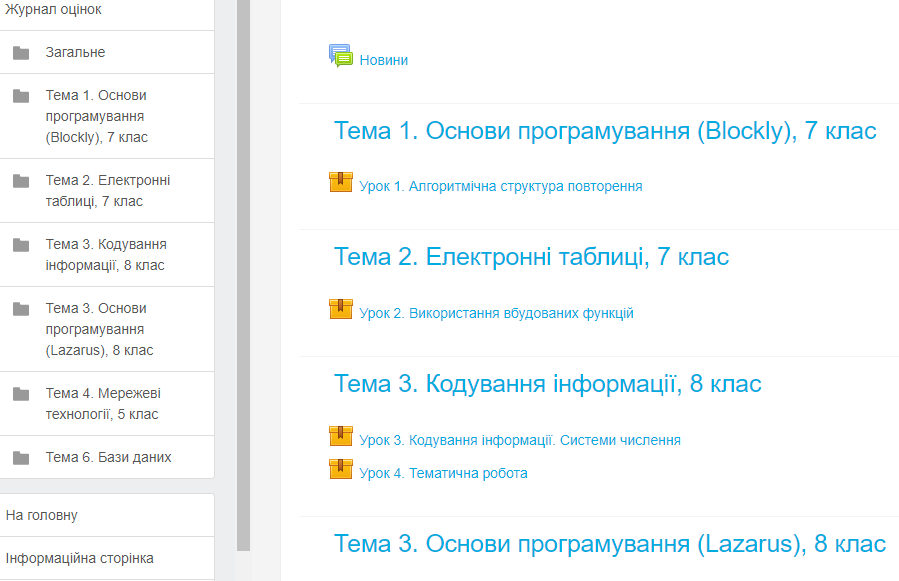 Журнал оцінок
Загальне
Тема 1. Основи
програмування
(Blockly), 7 клас
Тема 2. Електронні
таблиці, 7 клас
Тема 3. Кодування
інформації, 8 клас
Тема 3. Основи
програмування
(Lazarus), 8 клас
Тема 4. Мережеві
технології, 5 клас
Тема 6. Бази даних
На головну
Інформаційна сторінка
Новини
Тема 1. Основи програмування (Blockly), 7 клас
Урок 1. Алгоритмічна структура повторення
Тема 2. Електронні таблиці, 7 клас
Урок 2. Використання вбудованих функцій
Тема 3. Кодування інформації, 8 клас
Урок 3. Кодування інформації. Системи числення
Урок 4. Тематична робота
Тема 3. Основи програмування (Lazarus), 8 клас